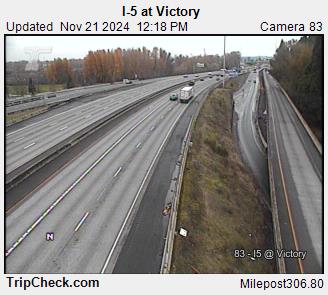 I-5 at Victory
Updated Nov 21 2024 12:18 PM Camera 83
N
83 - I5 @ Victory
TripCheck.com Milepost306.80